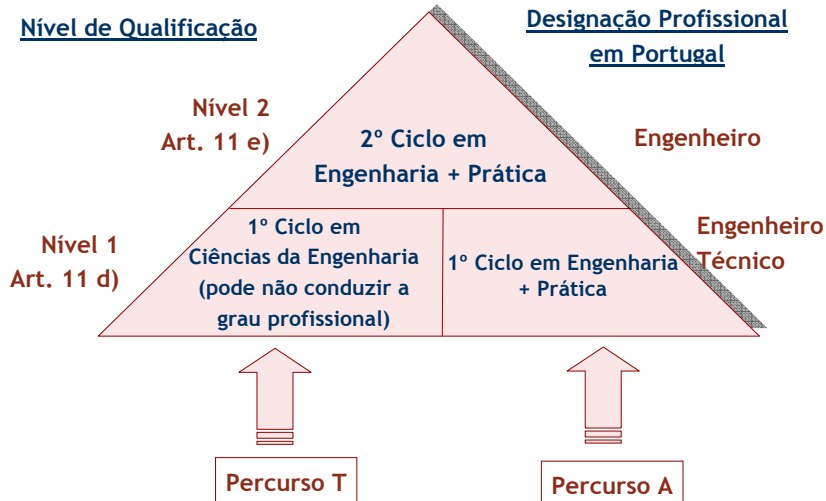 Nível de Qualificação
Designação Profissional
em Portugal
Nível 2
Art. 11 e)
2º Ciclo em
Engenharia + Prática
Engenheiro
Nível 1
Art. 11 d)
1º Ciclo em
Ciências da Engenharia
(pode não conduzir a
grau profissional)
1º Ciclo em Engenharia
+ Prática
Engenheiro
Técnico
Percurso T
Percurso A